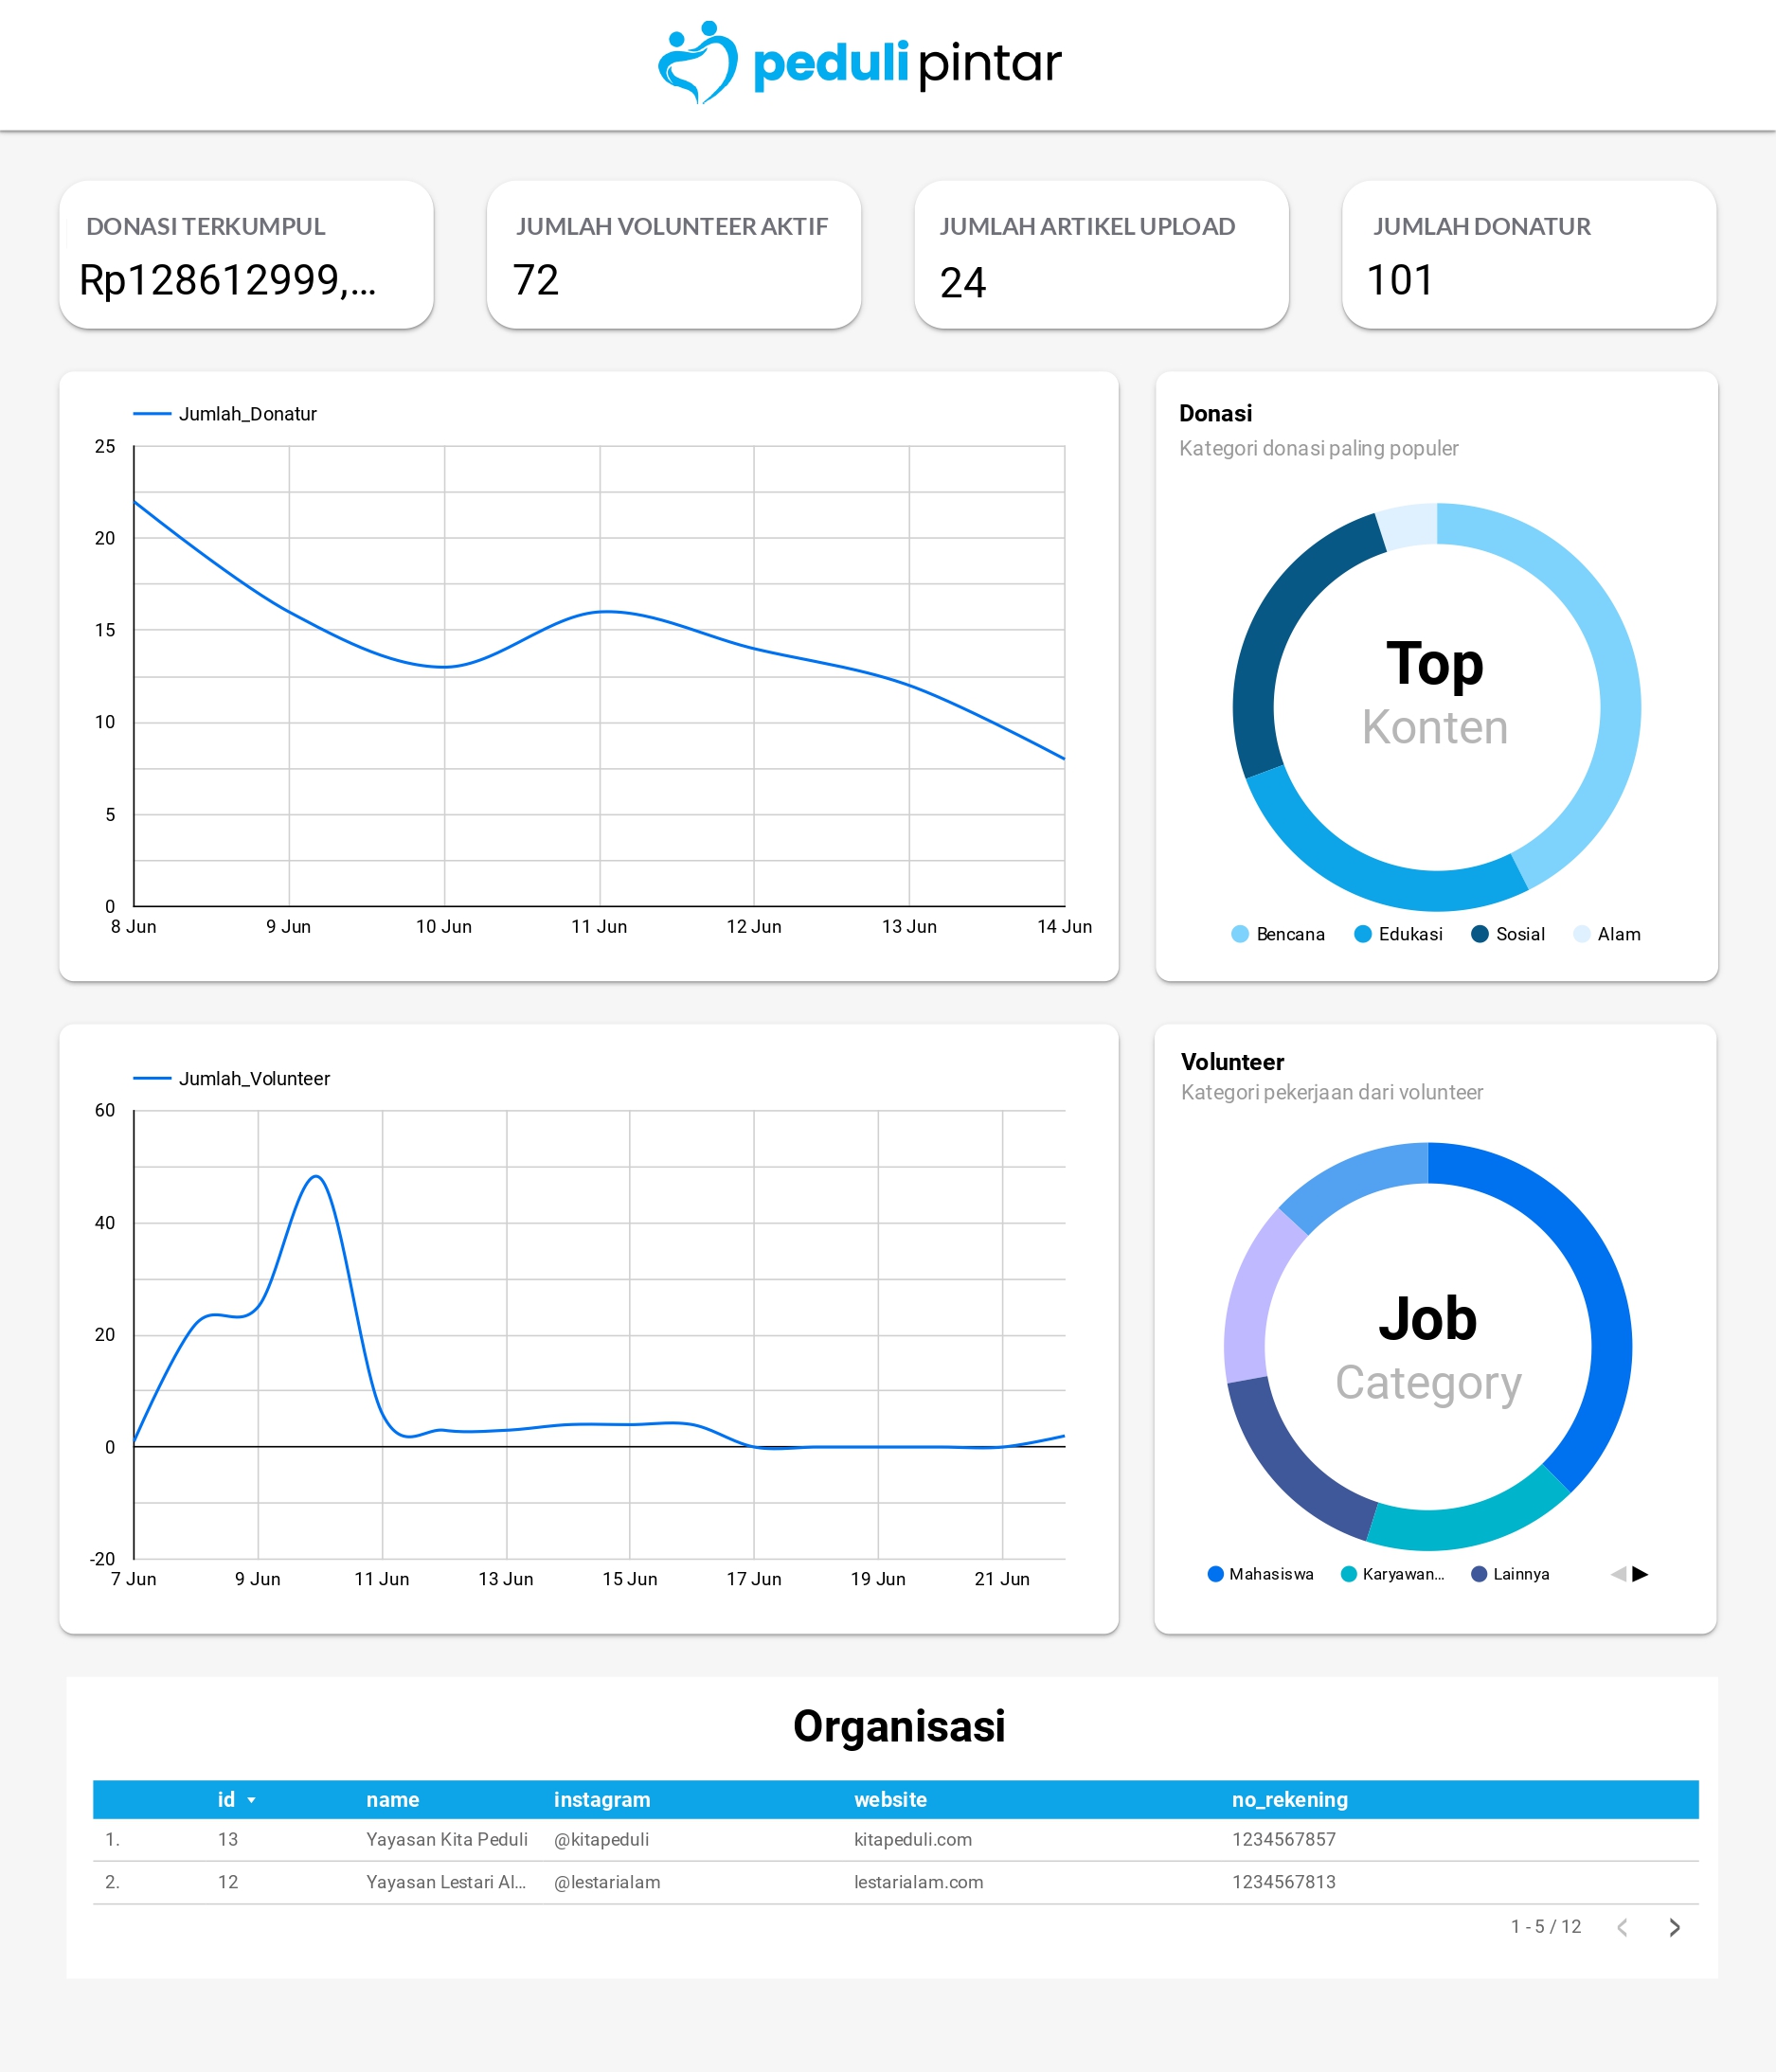 peduli pintar
DONASI TERKUMPUL
Rp128612999,...
JUMLAH VOLUNTEER AKTIF
72
JUMLAH ARTIKEL UPLOAD
24
JUMLAH DONATUR
101
Jumlah_Donatur
25
20
15
10
5
0
8 Jun 9 Jun 10 Jun 11 Jun 12 Jun 13 Jun 14 Jun
Donasi
Kategori donasi paling populer
Top
Konten
Bencana Edukasi Sosial Alam
Jumlah_Volunteer
60
40
20
0
-20
7 Jun 9 Jun 11 Jun 13 Jun 15 Jun 17 Jun 19 Jun 21 Jun
Volunteer
Kategori pekerjaan dari volunteer
Job
Category
Mahasiswa Karyawan... Lainnya
Organisasi
id name instagram website no_rekening
1. 13 Yayasan Kita Peduli @kitapeduli kitapeduli.com 1234567857
2. 12 Yayasan Lestari Al... @lestarialam lestarialam.com 1234567813
1 - 5 / 12